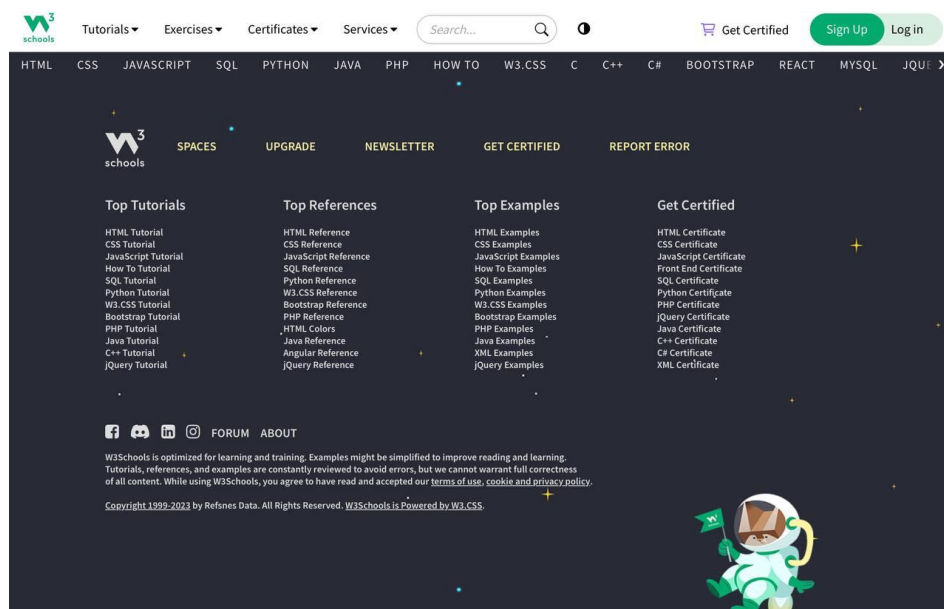 3
schools
Tutorials Exercises Certificates Services Search... Get Certified Sign Up Log in
HTML CSS JAVASCRIPT SQL PYTHON JAVA PHP HOW TO W3.CSS C C++ C# BOOTSTRAP REACT MYSQL JQUE
3
schools
SPACES UPGRADE NEWSLETTER GET CERTIFIED REPORT ERROR
Top Tutorials
HTML Tutorial
CSS Tutorial
JavaScript Tutorial
How To Tutorial
SQL Tutorial
Python Tutorial
W3.CSS Tutorial
Bootstrap Tutorial
PHP Tutorial
Java Tutorial
C++ Tutorial
jQuery Tutorial
Top References
HTML Reference
CSS Reference
JavaScript Reference
SQL Reference
Python Reference
W3.CSS Reference
Bootstrap Reference
PHP Reference
HTML Colors
Java Reference
Angular Reference
jQuery Reference
Top Examples
HTML Examples
CSS Examples
JavaScript Examples
How To Examples
SQL Examples
Python Examples
W3.CSS Examples
Bootstrap Examples
PHP Examples
Java Examples
XML Examples
jQuery Examples
Get Certified
HTML Certificate
CSS Certificate
JavaScript Certificate
Front End Certificate
SQL Certificate
Python Certificate
PHP Certificate
jQuery Certificate
Java Certificate
C++ Certificate
C# Certificate
XML Certificate
FORUM ABOUT
W3Schools is optimized for learning and training. Examples might be simplified to improve reading and learning.
Tutorials, references, and examples are constantly reviewed to avoid errors, but we cannot warrant full correctness
of all content. While using W3Schools, you agree to have read and accepted our terms of use, cookie and privacy policy.
Copyright 1999-2023 by Refsnes Data. All Rights Reserved. W3Schools is Powered by W3.CSS.